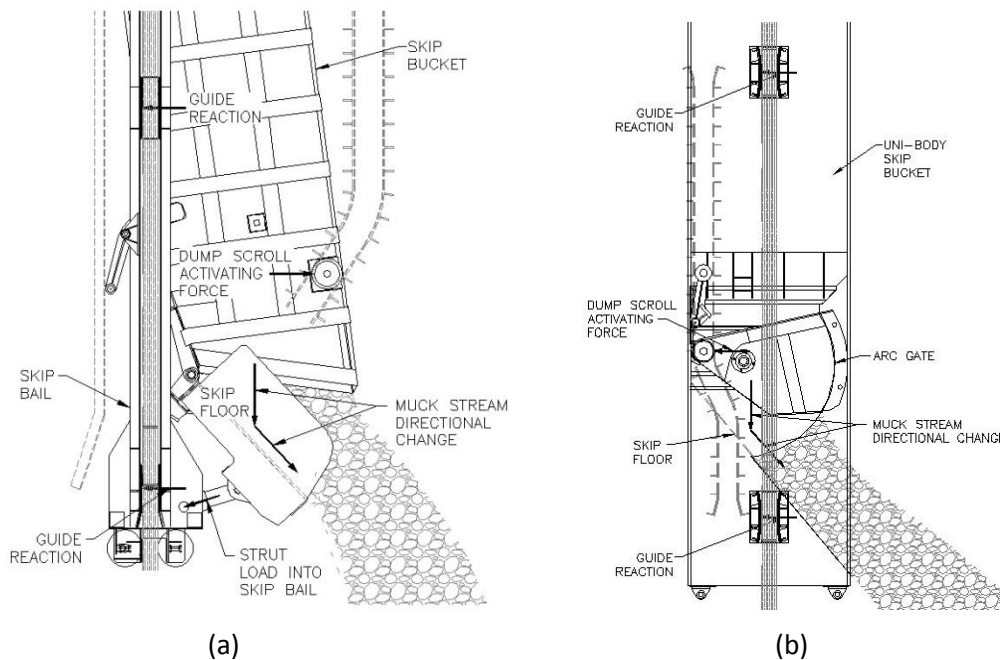 SKIP
BUCKET
GUIDE
REACTION
DUMP SCROLL
ACTIVATING
FORCE
SKIP
BAIL
SKIP
FLOOR
MUCK STREAM
DIRECTIONAL
CHANGE
GUIDE
REACTION
STRUT
LOAD INTO
SKIP BAIL
(a)
GUIDE
REACTION
UNI-BODY
SKIP
BUCKET
DUMP SCROLL
ACTIVATING
FORCE
ARC GATE
MUCK STREAM
DIRECTIONAL CHANGE
SKIP
FLOOR
GUIDE
REACTION
(b)